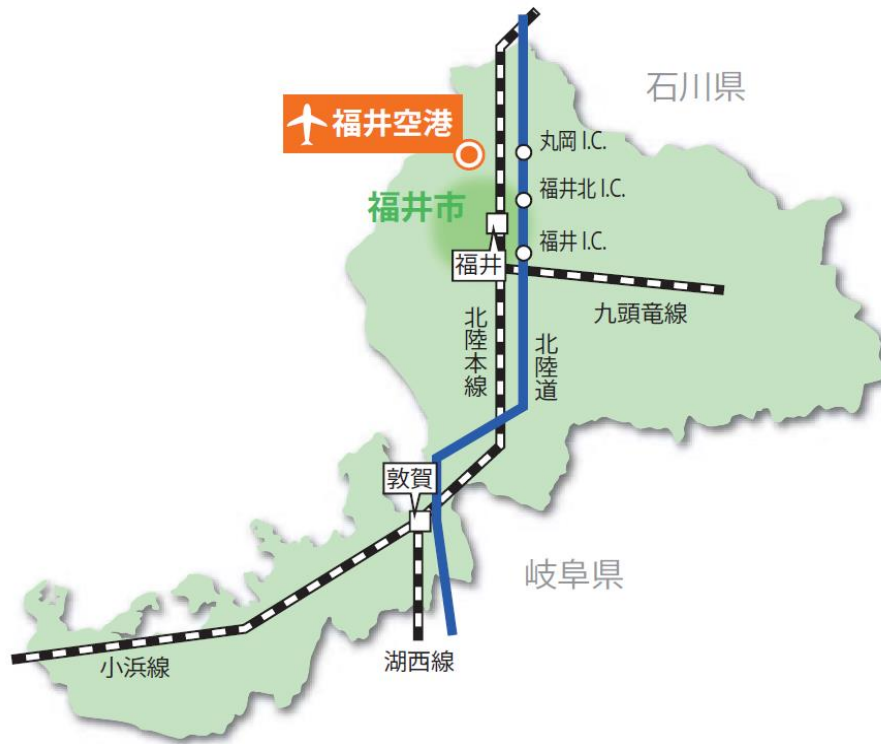 石川県
福井空港
丸岡 I.C.
福井北 I.C.
福井市
福井 I.C.
福井
九頭竜線
北陸本線
北陸道
敦賀
岐阜県
小浜線
湖西線